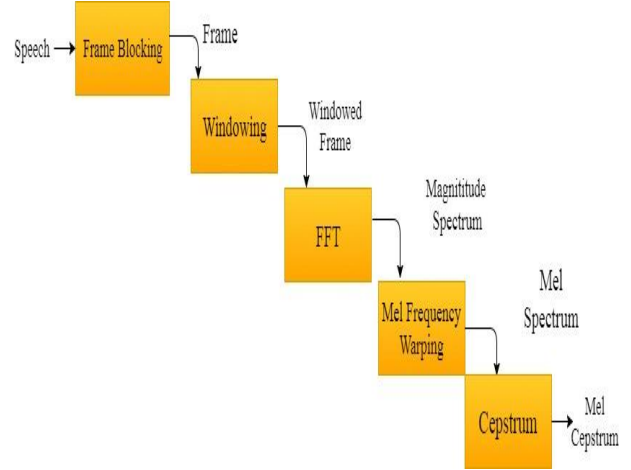 Speech
Frame Blocking
Frame
Windowing
Windowed
Frame
FFT
Magnititude
Spectrum
Mel Frequency
Warping
Mel
Spectrum
Cepstrum
Mel
Cepstrum